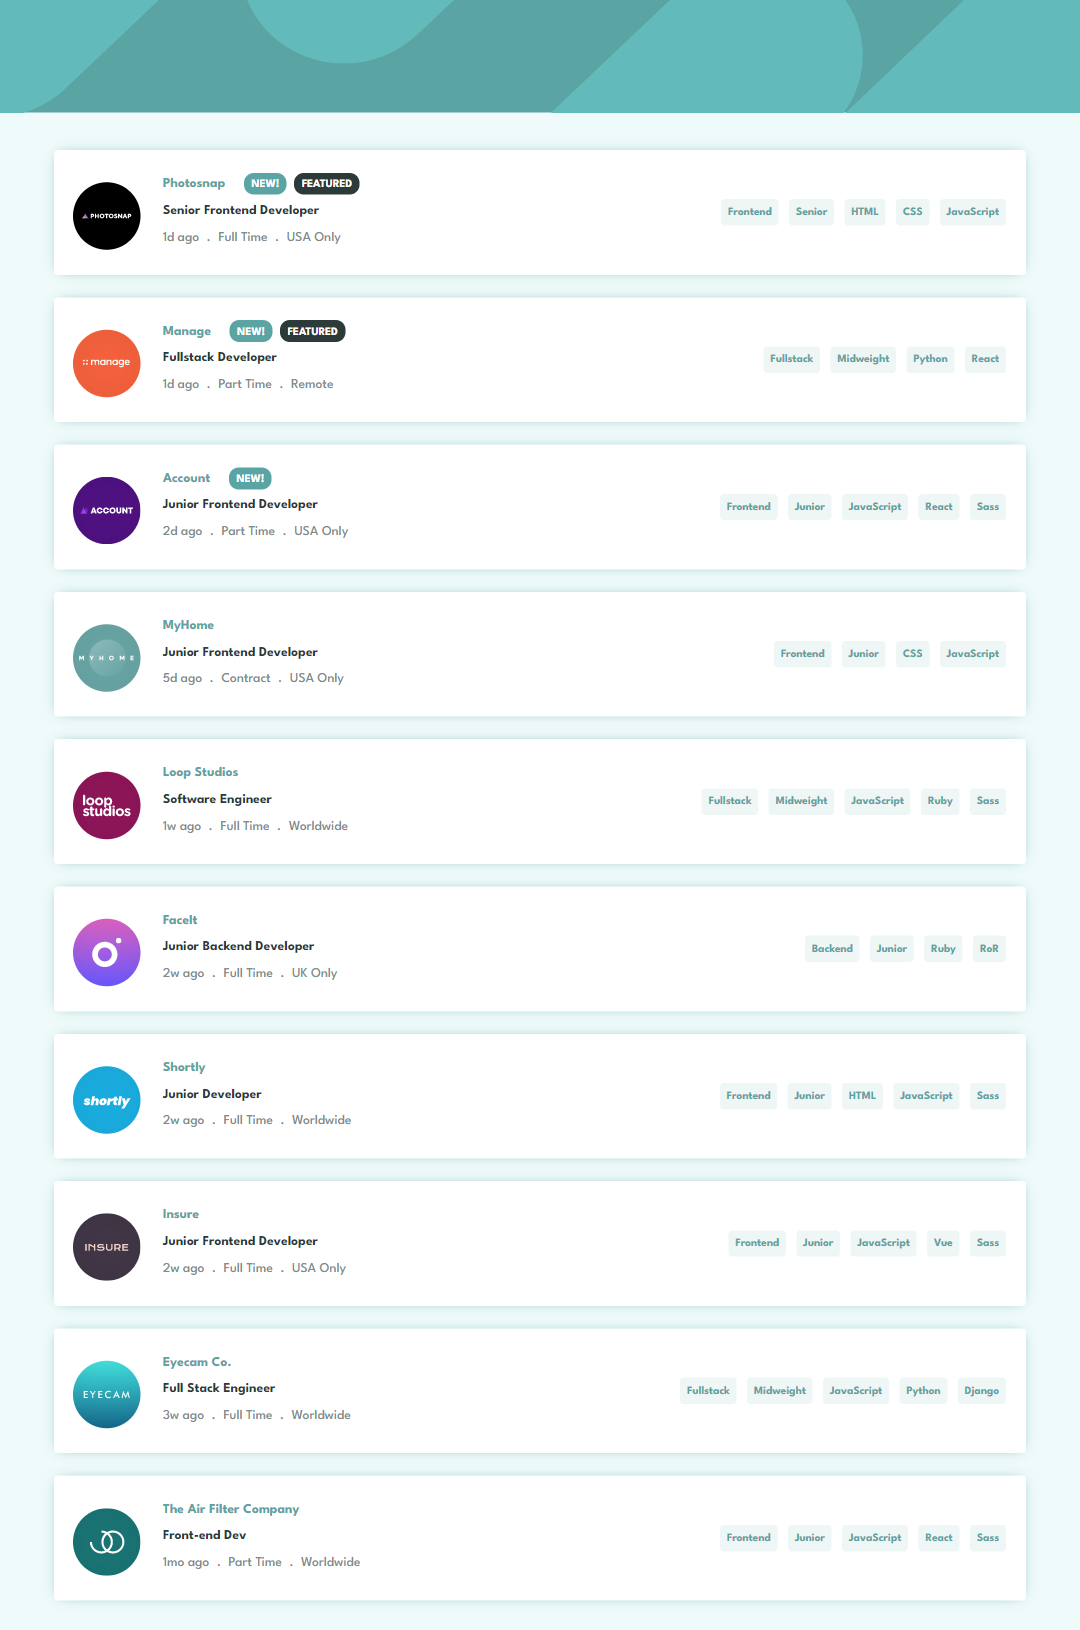 PHOTOSNAP
Photosnap NEW! FEATURED
Senior Frontend Developer
1d ago . Full Time . USA Only
Frontend Senior HTML CSS JavaScript
:: manage
Manage NEW! FEATURED
Fullstack Developer
1d ago . Part Time . Remote
Fullstack Midweight Python React
ACCOUNT
Account NEW!
Junior Frontend Developer
2d ago . Part Time . USA Only
Frontend Junior JavaScript React Sass
MYHOME
MyHome
Junior Frontend Developer
5d ago . Contract . USA Only
Frontend Junior CSS JavaScript
loop
studios
Loop Studios
Software Engineer
1w ago . Full Time . Worldwide
Fullstack Midweight JavaScript Ruby Sass
FaceIt
Junior Backend Developer
2w ago . Full Time . UK Only
Backend Junior Ruby RoR
shortly
Shortly
Junior Developer
2w ago . Full Time . Worldwide
Frontend Junior HTML JavaScript Sass
INSURE
Insure
Junior Frontend Developer
2w ago . Full Time . USA Only
Frontend Junior JavaScript Vue Sass
EYECAM
Eyecam Co.
Full Stack Engineer
3w ago . Full Time . Worldwide
Fullstack Midweight JavaScript Python Django
The Air Filter Company
Front-end Dev
1mo ago . Part Time . Worldwide
Frontend Junior JavaScript React Sass